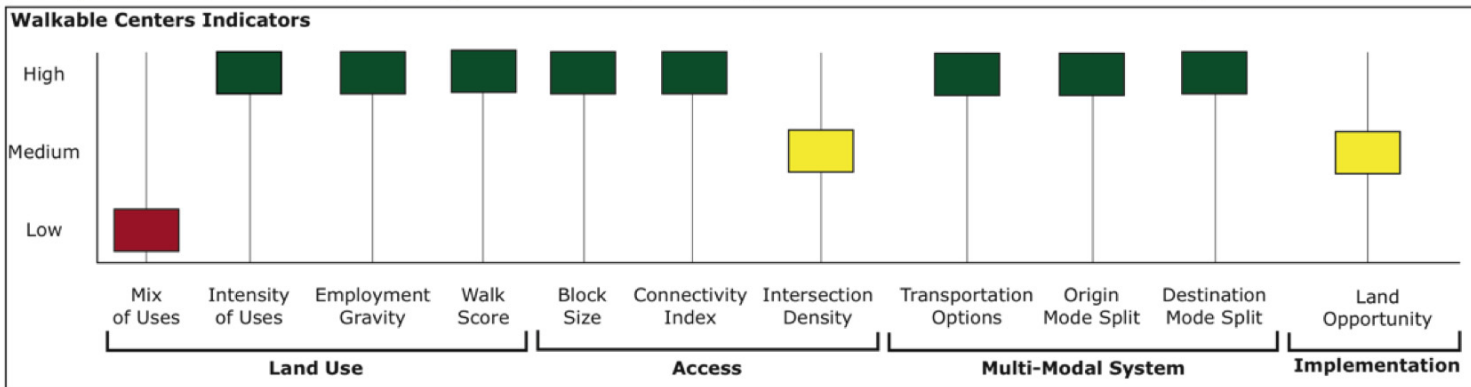 Walkable Centers Indicators
High
Medium
Low
Mix
of Uses
Intensity
of Uses
Employment
Gravity
Walk
Score
Block
Size
Connectivity
Index
Intersection
Density
Transportation
Options
Origin
Mode Split
Destination
Mode Split
Land
Opportunity
Land Use
Access
Multi-Modal System
Implementation